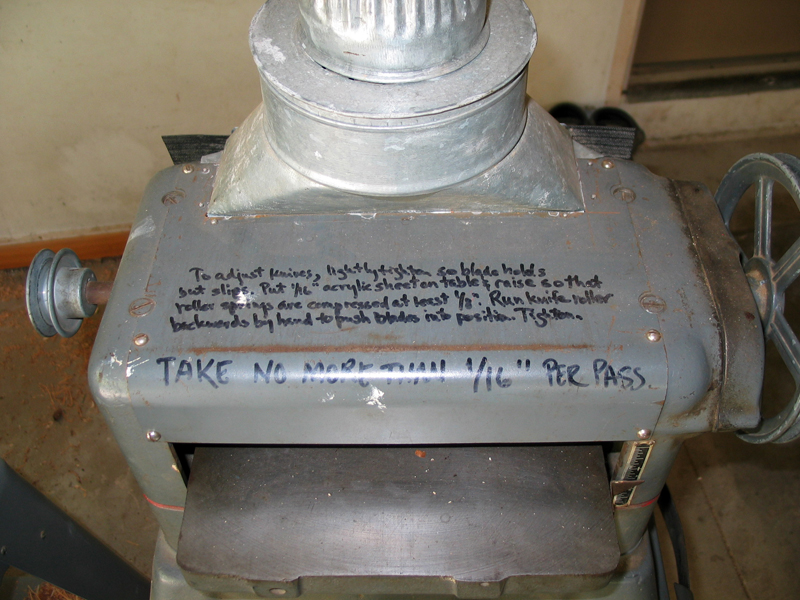 To adjust knives, lightly tighten so blade holds
but slips. Put 1/16" acrylic sheet on table & raise so that
roller springs are compressed at least 1/8". Run knife roller
backwards by hand to push blades into position. Tighten.
TAKE NO MORE THAN 1/16" PER PASS